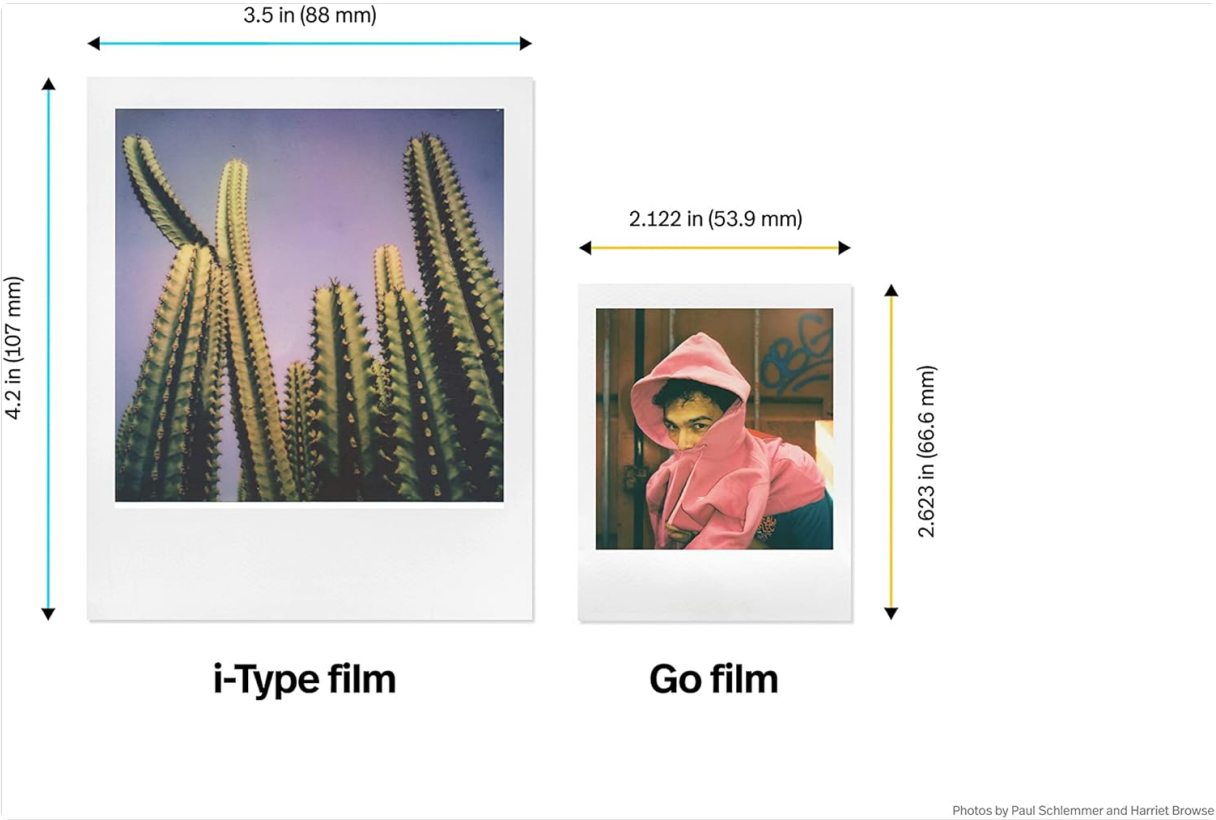 3.5 in (88 mm)
4.2 in (107 mm)
2.122 in (53.9 mm)
2.623 in (66.6 mm)
OBG
i-Type film
Go film
Photos by Paul Schlemmer and Harriet Browse